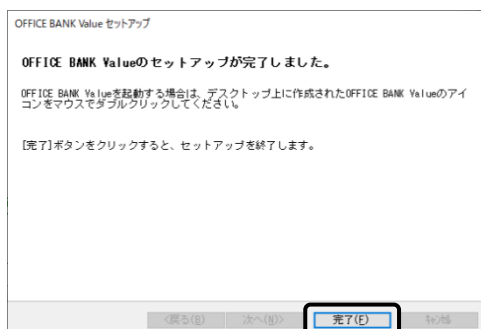 OFFICE BANK Value セットアップ
OFFICE BANK Valueのセットアップが完了しました。
OFFICE BANK Valueを起動する場合は、デスクトップ上に作成されたOFFICE BANK Valueのアイ
コンをマウスでダブルクリックしてください。
[完了]ボタンをクリックすると、セットアップを終了します。
<戻る(B) 次へ(N)> 完了(F) キャンセル